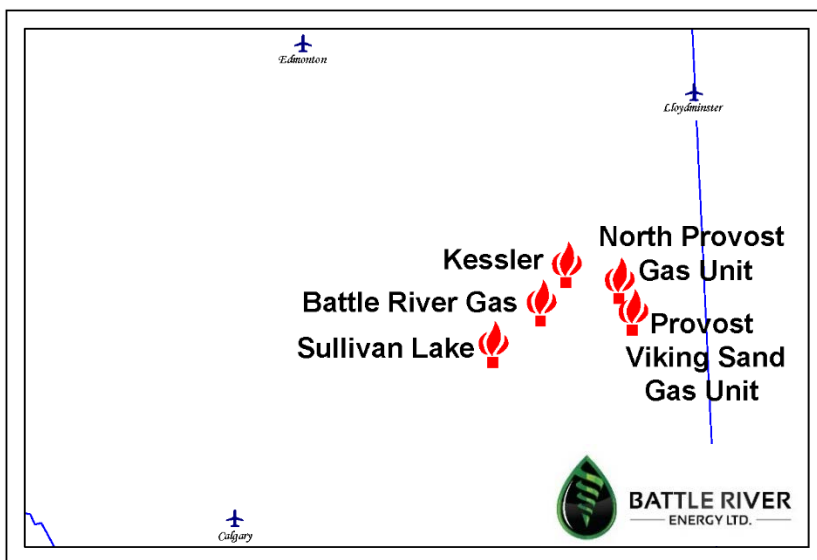 Edmonton
Lloydminster
North Provost
Gas Unit
Kessler
Battle River Gas
Sullivan Lake
Provost
Viking Sand
Gas Unit
Calgary
BATTLE RIVER
ENERGY LTD.